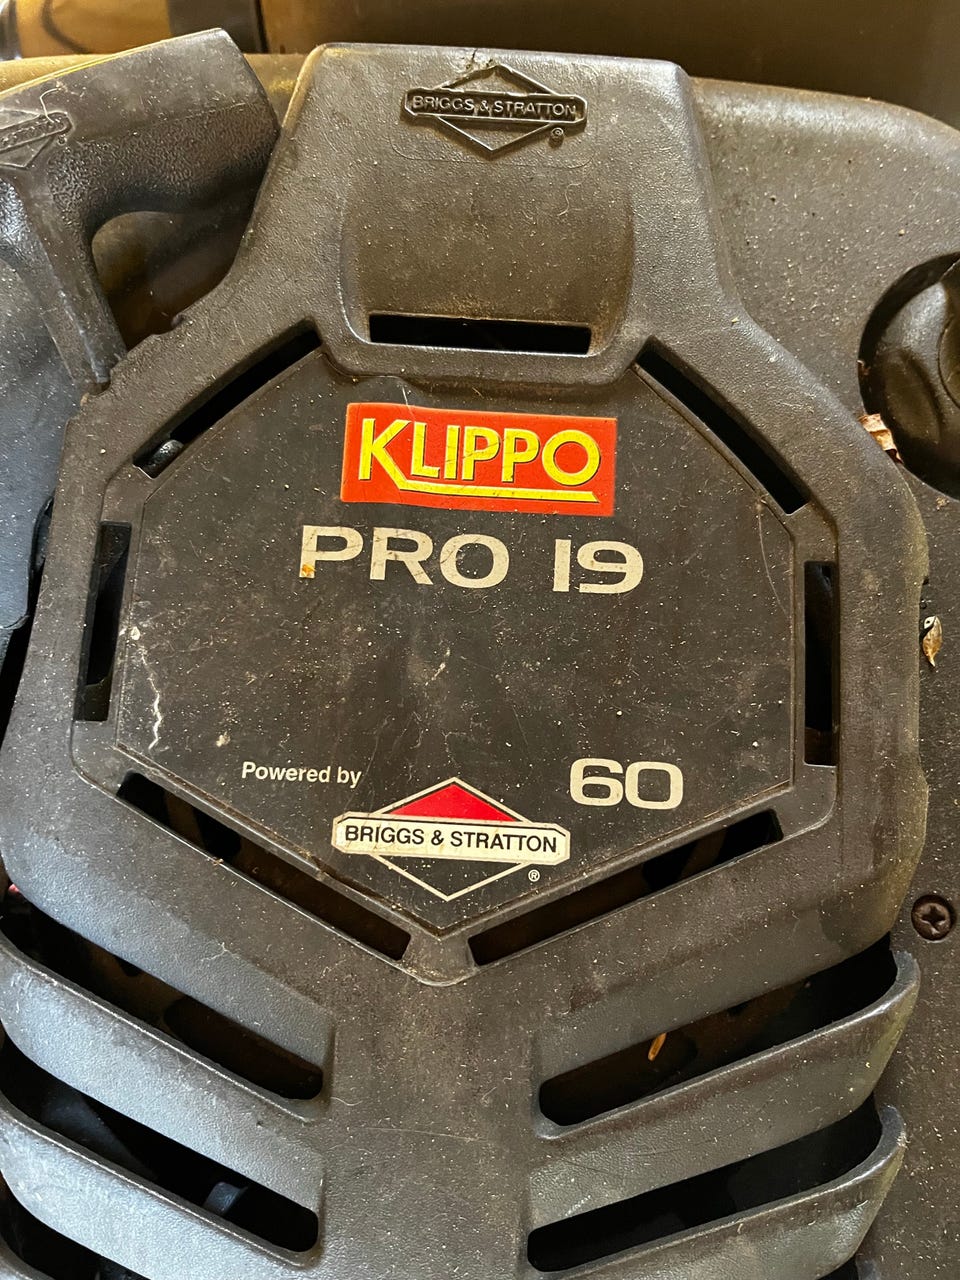 BRIGGS & STRATTON
®
KLIPPO
PRO 19
Powered by
60
BRIGGS & STRATTON
®